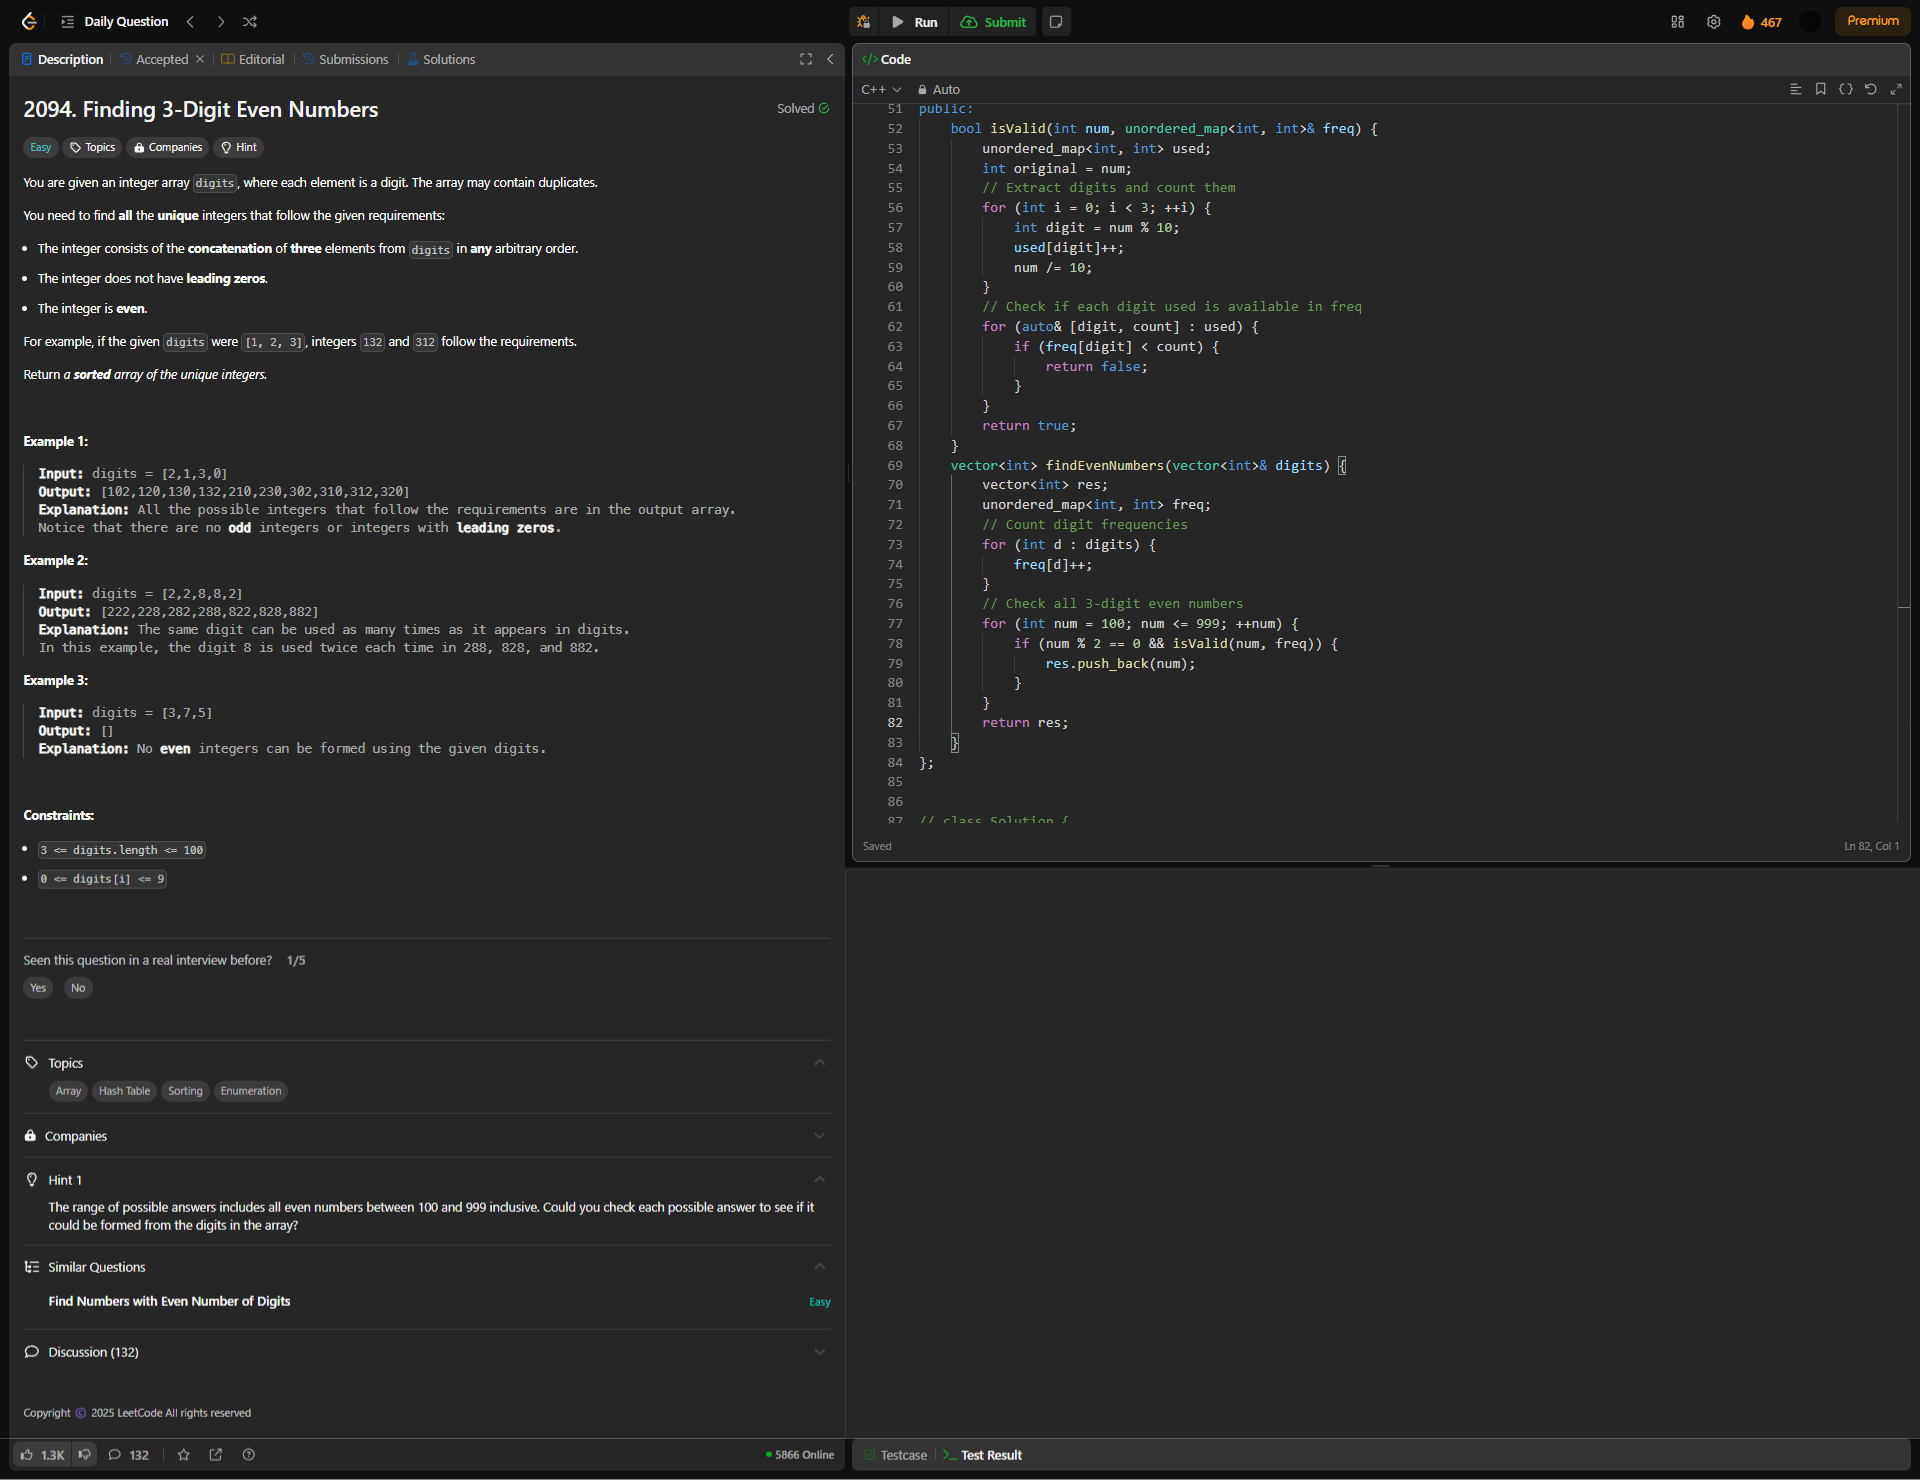 Daily Question
Run
Submit
467
Premium
Description
Accepted
Editorial
Submissions
Solutions
2094. Finding 3-Digit Even Numbers
Solved
Easy
Topics
Companies
Hint
You are given an integer array digits, where each element is a digit. The array may contain duplicates.
You need to find all the unique integers that follow the given requirements:
• The integer consists of the concatenation of three elements from digits in any arbitrary order.
• The integer does not have leading zeros.
• The integer is even.
For example, if the given digits were [1, 2, 3], integers 132 and 312 follow the requirements.
Return a sorted array of the unique integers.
Example 1:
Input: digits = [2,1,3,0]
Output: [102,120,130,132,210,230,302,310,312,320]
Explanation: All the possible integers that follow the requirements are in the output array.
Notice that there are no odd integers or integers with leading zeros.
Example 2:
Input: digits = [2,2,8,8,2]
Output: [222,228,282,288,822,828,882]
Explanation: The same digit can be used as many times as it appears in digits.
In this example, the digit 8 is used twice each time in 288, 828, and 882.
Example 3:
Input: digits = [3,7,5]
Output: []
Explanation: No even integers can be formed using the given digits.
Constraints:
• 3 <= digits.length <= 100
• 0 <= digits[i] <= 9
Seen this question in a real interview before? 1/5
Yes
No
Topics
Array
Hash Table
Sorting
Enumeration
Companies
Hint 1
The range of possible answers includes all even numbers between 100 and 999 inclusive. Could you check each possible answer to see if it
could be formed from the digits in the array?
Similar Questions
Find Numbers with Even Number of Digits
Easy
Discussion (132)
Copyright © 2025 LeetCode All rights reserved
1.3K
132
5866 Online
</> Code
C++
Auto
51 public:
52     bool isValid(int num, unordered_map<int, int>& freq) {
53         unordered_map<int, int> used;
54         int original = num;
55         // Extract digits and count them
56         for (int i = 0; i < 3; ++i) {
57             int digit = num % 10;
58             used[digit]++;
59             num /= 10;
60         }
61         // Check if each digit used is available in freq
62         for (auto& [digit, count] : used) {
63             if (freq[digit] < count) {
64                 return false;
65             }
66         }
67         return true;
68     }
69     vector<int> findEvenNumbers(vector<int>& digits) {
70         vector<int> res;
71         unordered_map<int, int> freq;
72         // Count digit frequencies
73         for (int d : digits) {
74             freq[d]++;
75         }
76         // Check all 3-digit even numbers
77         for (int num = 100; num <= 999; ++num) {
78             if (num % 2 == 0 && isValid(num, freq)) {
79                 res.push_back(num);
80             }
81         }
82         return res;
83     }
84 };
85
86
87 // class Solution {
Saved
Ln 82, Col 1
Testcase
Test Result